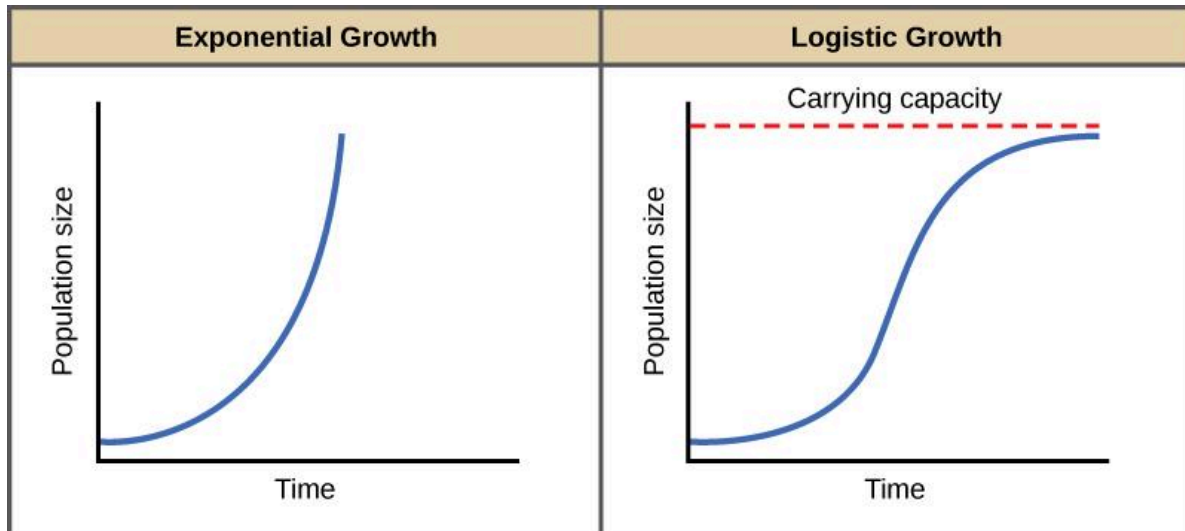 Exponential Growth
Logistic Growth
Population size
Time
Carrying capacity
Population size
Time